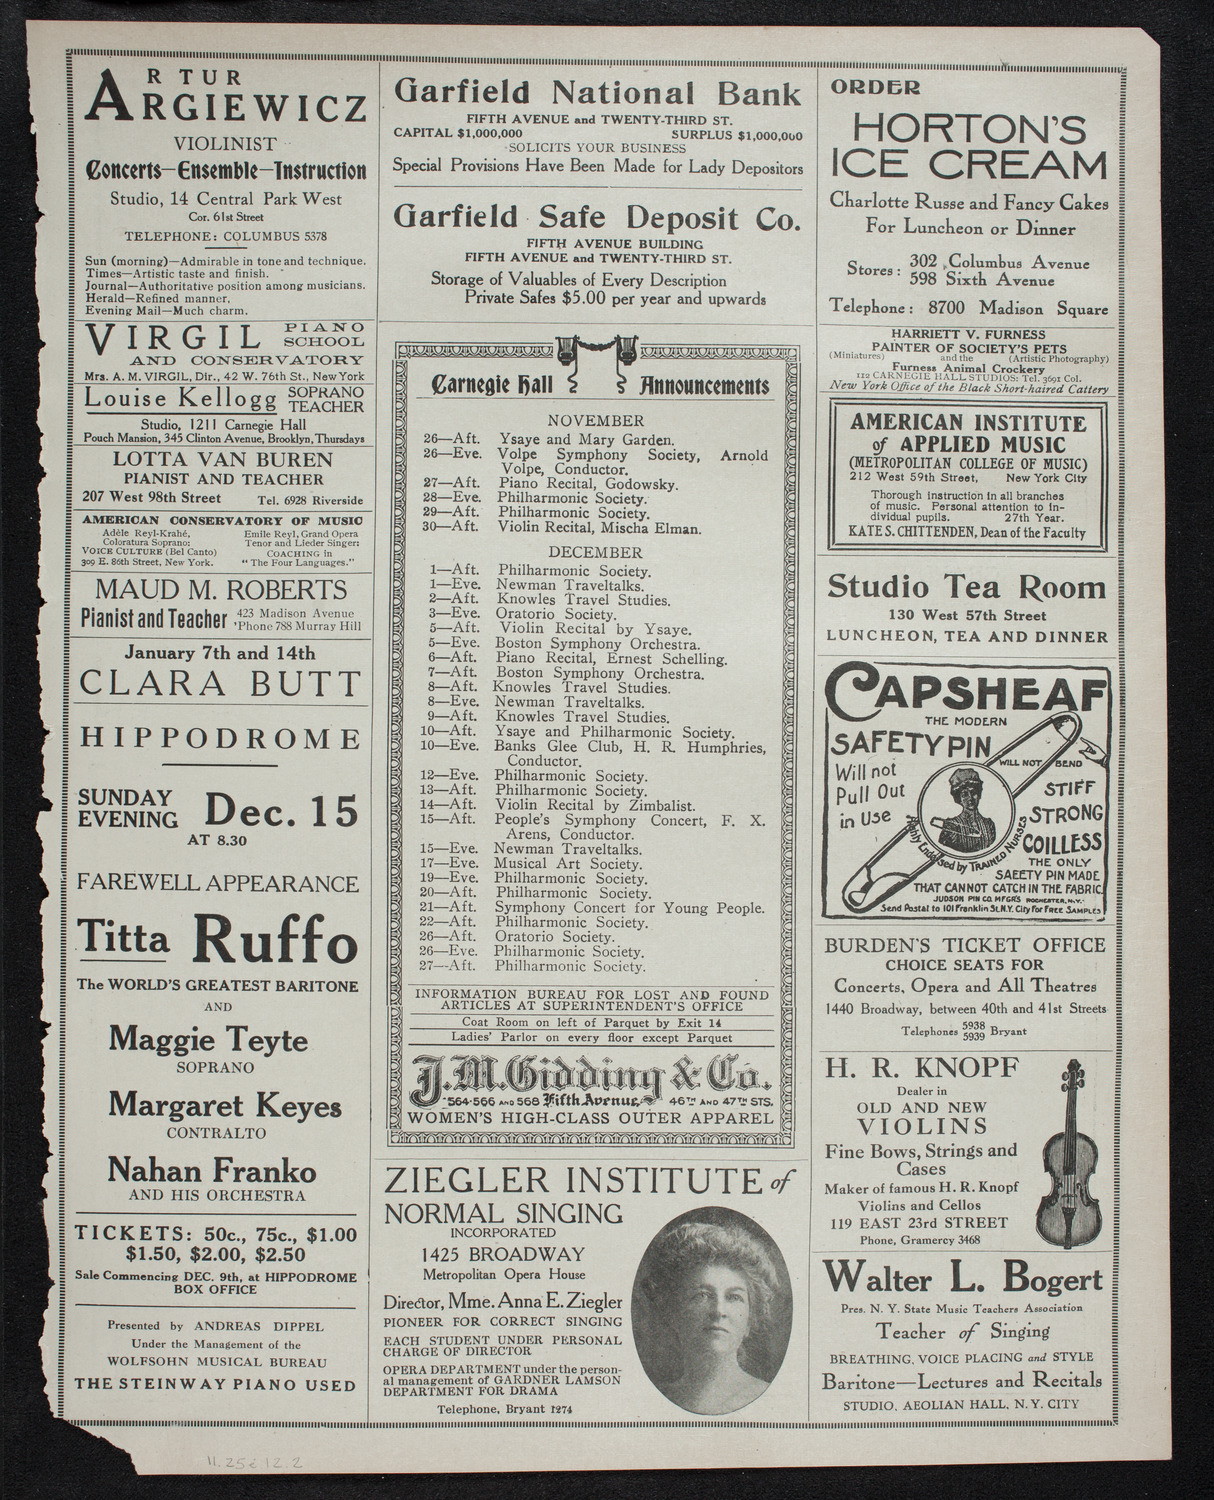 ARTUR
ARGIEWICZ
VIOLINIST
Concerts—Ensemble—Instruction
Studio, 14 Central Park West
Cor. 61st Street
TELEPHONE: COLUMBUS 5378
Sun (morning)—Admirable in tone and technique.
Times—Artistic taste and finish.
Journal—Authoritative position among musicians.
Herald—Refined manner.
Evening Mail—Much charm.
VIRGIL PIANO SCHOOL
AND CONSERVATORY
Mrs. A. M. VIRGIL, Dir., 42 W. 76th St., New York
Louise Kellogg SOPRANO TEACHER
Studio, 1211 Carnegie Hall
Pouch Mansion, 345 Clinton Avenue, Brooklyn, Thursdays
LOTTA VAN BUREN
PIANIST AND TEACHER
207 West 98th Street Tel. 6928 Riverside
AMERICAN CONSERVATORY OF MUSIC
Adèle Reyl-Krahé,
Coloratura Soprano:
VOICE CULTURE (Bel Canto)
309 E. 86th Street, New York.
Emile Reyl, Grand Opera
Tenor and Lieder Singer:
COACHING in
"The Four Languages."
MAUD M. ROBERTS
Pianist and Teacher 423 Madison Avenue
'Phone 788 Murray Hill
January 7th and 14th
CLARA BUTT
HIPPODROME
SUNDAY EVENING Dec. 15
AT 8.30
FAREWELL APPEARANCE
Titta Ruffo
The WORLD'S GREATEST BARITONE
AND
Maggie Teyte
SOPRANO
Margaret Keyes
CONTRALTO
Nahan Franko
AND HIS ORCHESTRA
TICKETS: 50c., 75c., $1.00
$1.50, $2.00, $2.50
Sale Commencing DEC. 9th, at HIPPODROME
BOX OFFICE
Presented by ANDREAS DIPPEL
Under the Management of the
WOLFSOHN MUSICAL BUREAU
THE STEINWAY PIANO USED
Garfield National Bank
FIFTH AVENUE and TWENTY-THIRD ST.
CAPITAL $1,000,000 SURPLUS $1,000,000
SOLICITS YOUR BUSINESS
Special Provisions Have Been Made for Lady Depositors
Garfield Safe Deposit Co.
FIFTH AVENUE BUILDING
FIFTH AVENUE and TWENTY-THIRD ST.
Storage of Valuables of Every Description
Private Safes $5.00 per year and upwards
Carnegie Hall Announcements
NOVEMBER
26—Aft. Ysaye and Mary Garden.
26—Eve. Volpe Symphony Society, Arnold
Volpe, Conductor.
27—Aft. Piano Recital, Godowsky.
28—Eve. Philharmonic Society.
29—Aft. Philharmonic Society.
30—Aft. Violin Recital, Mischa Elman.
DECEMBER
1—Aft. Philharmonic Society.
1—Eve. Newman Traveltalks.
2—Aft. Knowles Travel Studies.
3—Eve. Oratorio Society.
5—Aft. Violin Recital by Ysaye.
5—Eve. Boston Symphony Orchestra.
6—Aft. Piano Recital, Ernest Schelling.
7—Aft. Boston Symphony Orchestra.
8—Aft. Knowles Travel Studies.
8—Eve. Newman Traveltalks.
9—Aft. Knowles Travel Studies.
10—Aft. Ysaye and Philharmonic Society.
10—Eve. Banks Glee Club, H. R. Humphries,
Conductor.
12—Eve. Philharmonic Society.
13—Aft. Philharmonic Society.
14—Aft. Violin Recital by Zimbalist.
15—Aft. People's Symphony Concert, F. X.
Arens, Conductor.
15—Eve. Newman Traveltalks.
17—Eve. Musical Art Society.
19—Eve. Philharmonic Society.
20—Aft. Philharmonic Society.
21—Aft. Symphony Concert for Young People.
22—Aft. Philharmonic Society.
26—Aft. Oratorio Society.
26—Eve. Philharmonic Society.
27—Aft. Philharmonic Society.
INFORMATION BUREAU FOR LOST AND FOUND
ARTICLES AT SUPERINTENDENT'S OFFICE
Coat Room on left of Parquet by Exit 14
Ladies' Parlor on every floor except Parquet
J.M.Gidding & Co.
564-566 AND 568 Fifth Avenue 46TH AND 47TH STS.
WOMEN'S HIGH-CLASS OUTER APPAREL
ZIEGLER INSTITUTE of
NORMAL SINGING
INCORPORATED
1425 BROADWAY
Metropolitan Opera House
Director, Mme. Anna E. Ziegler
PIONEER FOR CORRECT SINGING
EACH STUDENT UNDER PERSONAL
CHARGE OF DIRECTOR
OPERA DEPARTMENT under the person-
al management of GARDNER LAMSON
DEPARTMENT FOR DRAMA
Telephone, Bryant 1274
ORDER
HORTON'S
ICE CREAM
Charlotte Russe and Fancy Cakes
For Luncheon or Dinner
Stores: 302 Columbus Avenue
598 Sixth Avenue
Telephone: 8700 Madison Square
HARRIETT V. FURNESS
PAINTER OF SOCIETY'S PETS
(Miniatures) and the (Artistic Photography)
Furness Animal Crockery
112 CARNEGIE HALL STUDIOS: Tel. 3691 Col.
New York Office of the Black Short-haired Cattery
AMERICAN INSTITUTE
of APPLIED MUSIC
(METROPOLITAN COLLEGE OF MUSIC)
212 West 59th Street, New York City
Thorough instruction in all branches
of music. Personal attention to in-
dividual pupils. 27th Year.
KATE S. CHITTENDEN, Dean of the Faculty
Studio Tea Room
130 West 57th Street
LUNCHEON, TEA AND DINNER
CAPSHEAF
THE MODERN
SAFETY PIN
WILL NOT BEND
Will not
Pull Out
in Use
STIFF
STRONG
COILLESS
Highly Endorsed by TRAINED NURSES
THE ONLY
SAFETY PIN MADE
THAT CANNOT CATCH IN THE FABRIC.
JUDSON PIN CO. MFGRS ROCHESTER, N.Y.
Send Postal to 101 Franklin St. N.Y. City for FREE SAMPLES
BURDEN'S TICKET OFFICE
CHOICE SEATS FOR
Concerts, Opera and All Theatres
1440 Broadway, between 40th and 41st Streets
Telephones 5938 5939 Bryant
H. R. KNOPF
Dealer in
OLD AND NEW
VIOLINS
Fine Bows, Strings and
Cases
Maker of famous H. R. Knopf
Violins and Cellos
119 EAST 23rd STREET
Phone, Gramercy 3468
Walter L. Bogert
Pres. N. Y. State Music Teachers Association
Teacher of Singing
BREATHING, VOICE PLACING and STYLE
Baritone—Lectures and Recitals
STUDIO, AEOLIAN HALL, N. Y. CITY
11.25 & 12.2